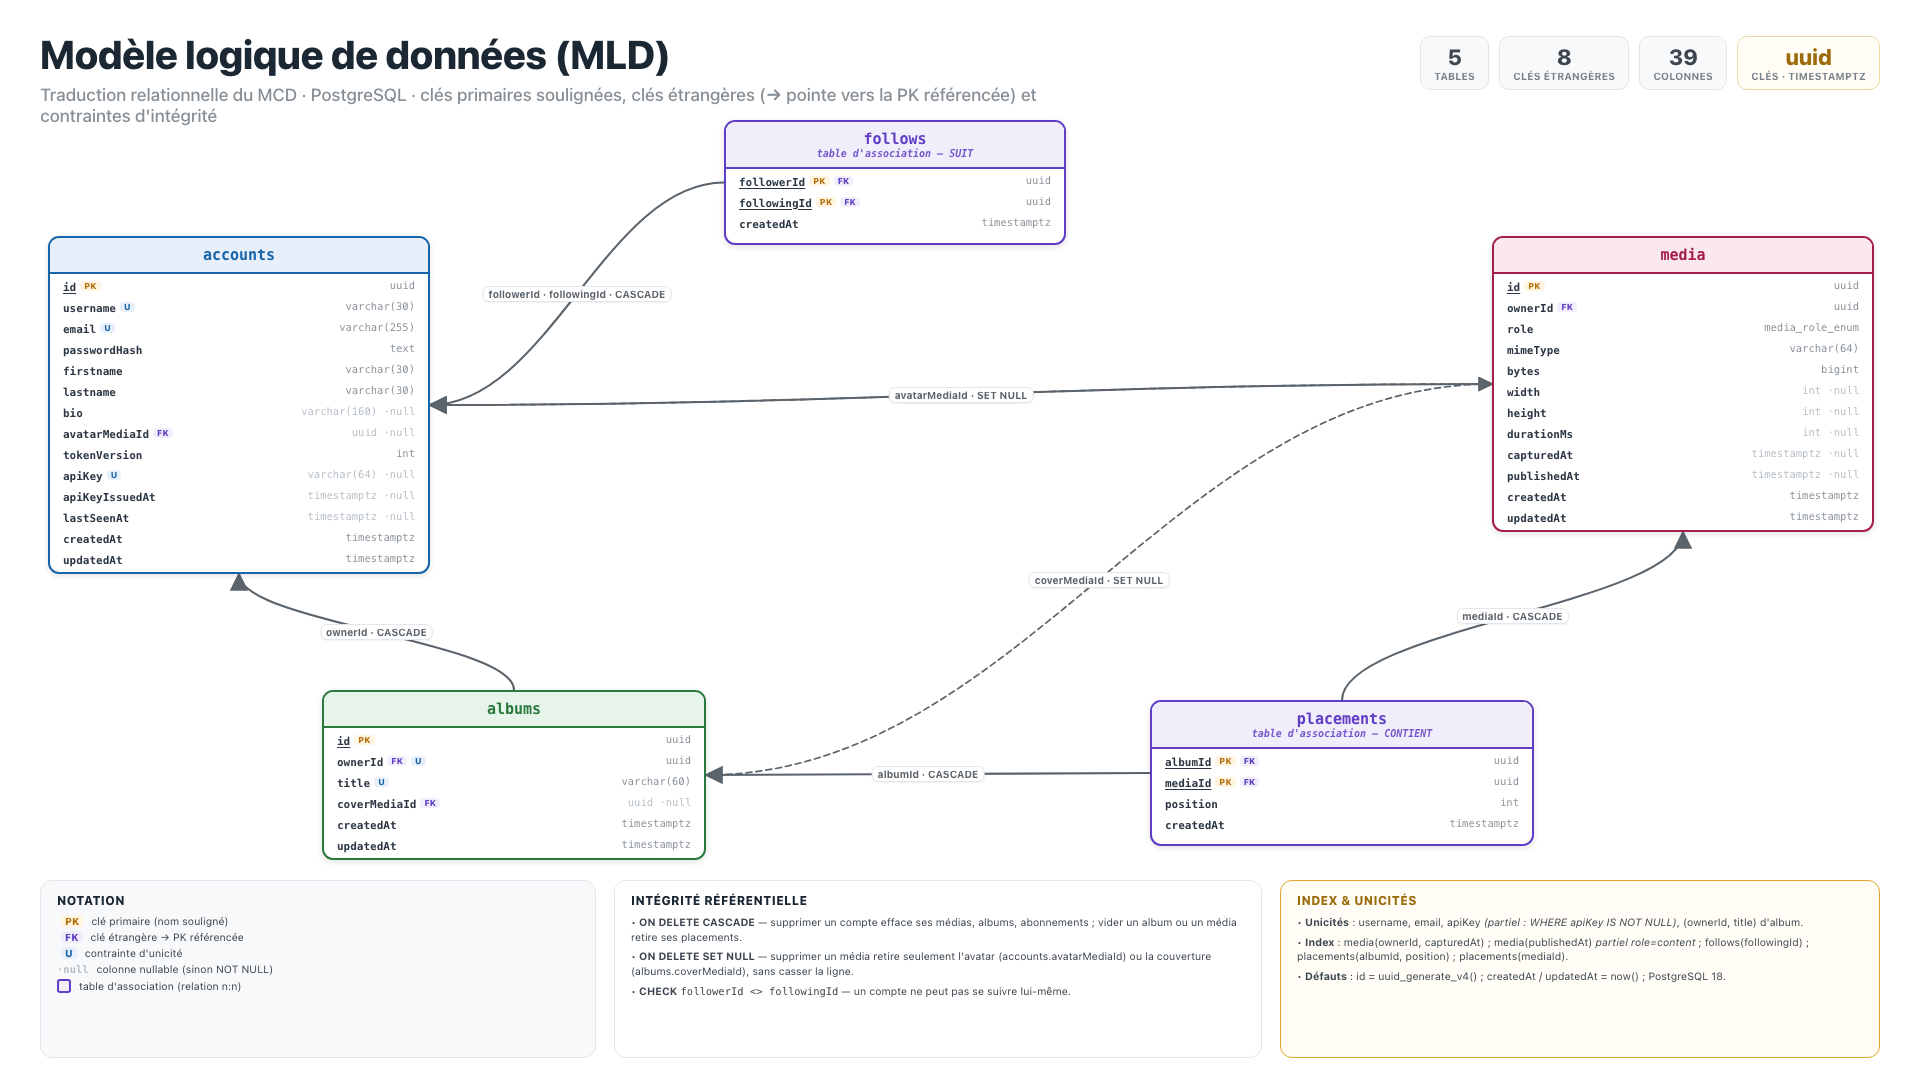 Modèle logique de données (MLD)
Traduction relationnelle du MCD · PostgreSQL · clés primaires soulignées, clés étrangères (→ pointe vers la PK référencée) et
contraintes d'intégrité
5
TABLES
8
CLÉS ÉTRANGÈRES
39
COLONNES
uuid
CLÉS · TIMESTAMPTZ
follows
table d'association — SUIT
followerId PK FK uuid
followingId PK FK uuid
createdAt timestamptz
accounts
id PK uuid
username U varchar(30)
email U varchar(255)
passwordHash text
firstname varchar(30)
lastname varchar(30)
bio varchar(160) ·null
avatarMediaId FK uuid ·null
tokenVersion int
apiKey U varchar(64) ·null
apiKeyIssuedAt timestamptz ·null
lastSeenAt timestamptz ·null
createdAt timestamptz
updatedAt timestamptz
media
id PK uuid
ownerId FK uuid
role media_role_enum
mimeType varchar(64)
bytes bigint
width int ·null
height int ·null
durationMs int ·null
capturedAt timestamptz ·null
publishedAt timestamptz ·null
createdAt timestamptz
updatedAt timestamptz
followerId · followingId · CASCADE
avatarMediaId · SET NULL
coverMediaId · SET NULL
mediaId · CASCADE
ownerId · CASCADE
albumId · CASCADE
albums
id PK uuid
ownerId FK U uuid
title U varchar(60)
coverMediaId FK uuid ·null
createdAt timestamptz
updatedAt timestamptz
placements
table d'association — CONTIENT
albumId PK FK uuid
mediaId PK FK uuid
position int
createdAt timestamptz
NOTATION
PK clé primaire (nom souligné)
FK clé étrangère → PK référencée
U contrainte d'unicité
·null colonne nullable (sinon NOT NULL)
table d'association (relation n:n)
INTÉGRITÉ RÉFÉRENTIELLE
· ON DELETE CASCADE — supprimer un compte efface ses médias, albums, abonnements ; vider un album ou un média
retire ses placements.
· ON DELETE SET NULL — supprimer un média retire seulement l'avatar (accounts.avatarMediaId) ou la couverture
(albums.coverMediaId), sans casser la ligne.
· CHECK followerId <> followingId — un compte ne peut pas se suivre lui-même.
INDEX & UNICITÉS
· Unicités : username, email, apiKey (partiel : WHERE apiKey IS NOT NULL), (ownerId, title) d'album.
· Index : media(ownerId, capturedAt) ; media(publishedAt) partiel role=content ; follows(followingId) ;
placements(albumId, position) ; placements(mediaId).
· Défauts : id = uuid_generate_v4() ; createdAt / updatedAt = now() ; PostgreSQL 18.